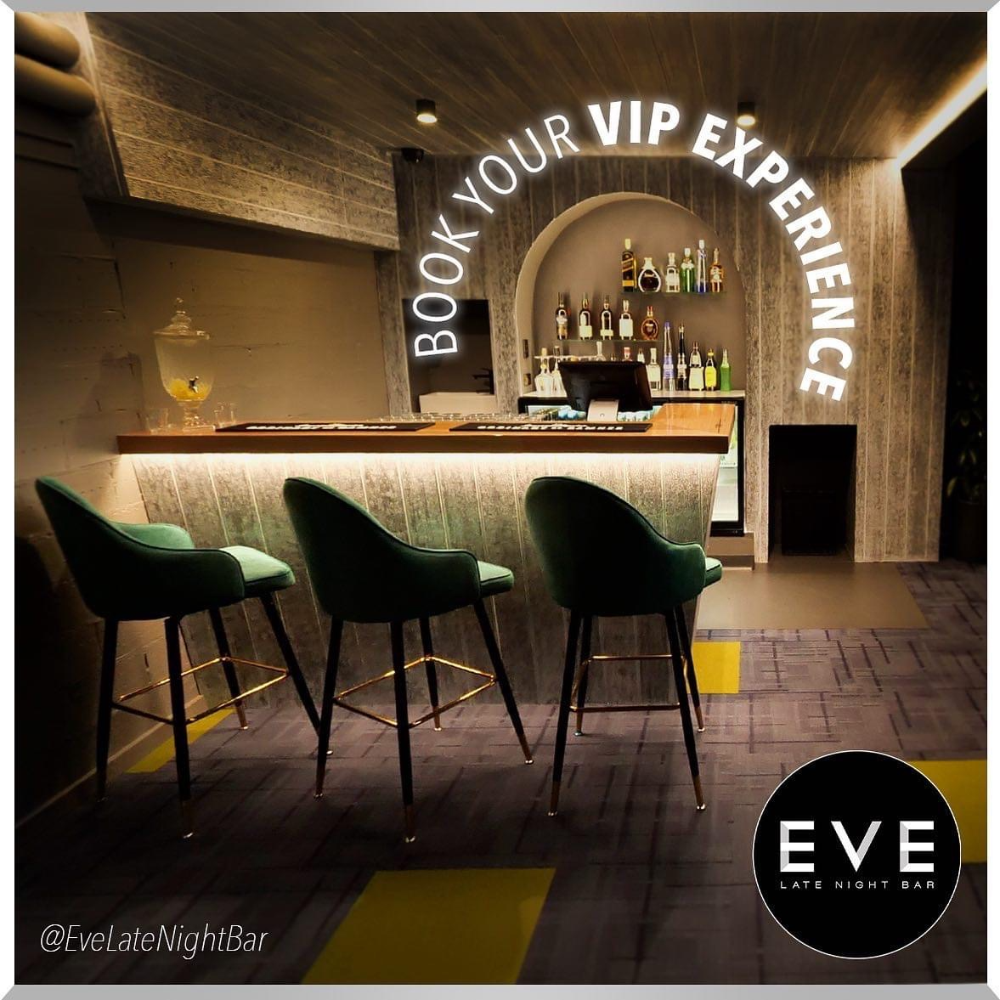 BOOK YOUR VIP EXPERIENCE
EVE
LATE NIGHT BAR
@EveLateNightBar